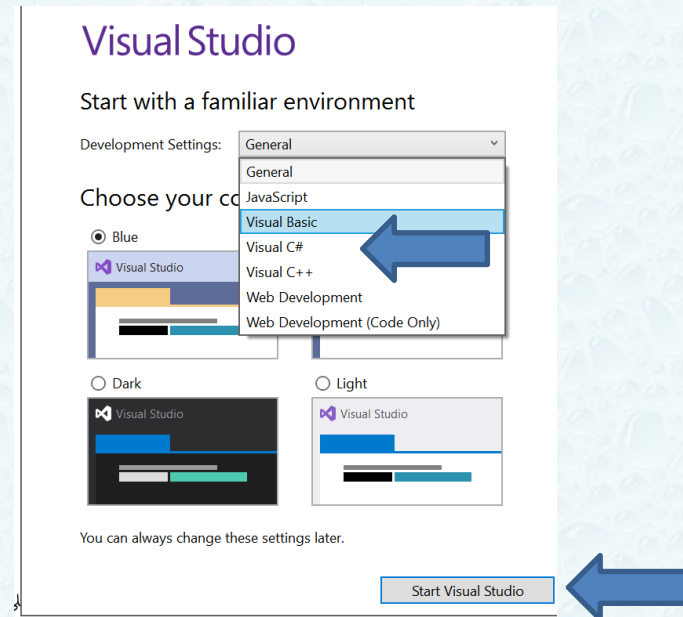 Visual Studio
Start with a familiar environment
Development Settings: General
General
JavaScript
Visual Basic
Visual C#
Visual C++
Web Development
Web Development (Code Only)
Choose your
Blue
Visual Studio
Dark
Light
Visual Studio
Visual Studio
You can always change these settings later.
Start Visual Studio